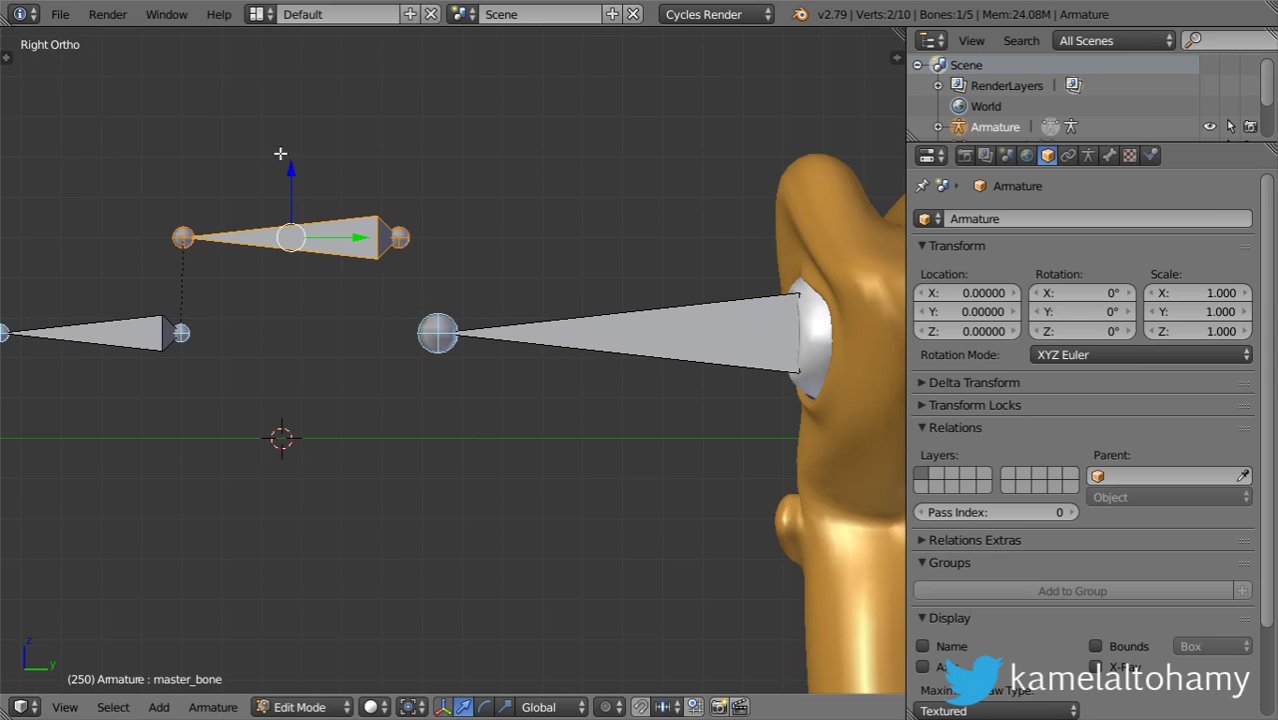 File Render Window Help Default Scene Cycles Render v2.79 | Verts:2/10 | Bones:1/5 | Mem:24.08M | Armature
Right Ortho
View Search All Scenes
Scene
RenderLayers
World
Armature
Armature
Armature
Transform
Location: Rotation: Scale:
X: 0.00000 X: 0° X: 1.000
Y: 0.00000 Y: 0° Y: 1.000
Z: 0.00000 Z: 0° Z: 1.000
Rotation Mode: XYZ Euler
Delta Transform
Transform Locks
Relations
Layers: Parent:
Object
Pass Index: 0
Relations Extras
Groups
Add to Group
Display
Name Bounds Box
X-Ray
kamelaltohamy
Textured
z
y
(250) Armature : master_bone
View Select Add Armature Edit Mode Global